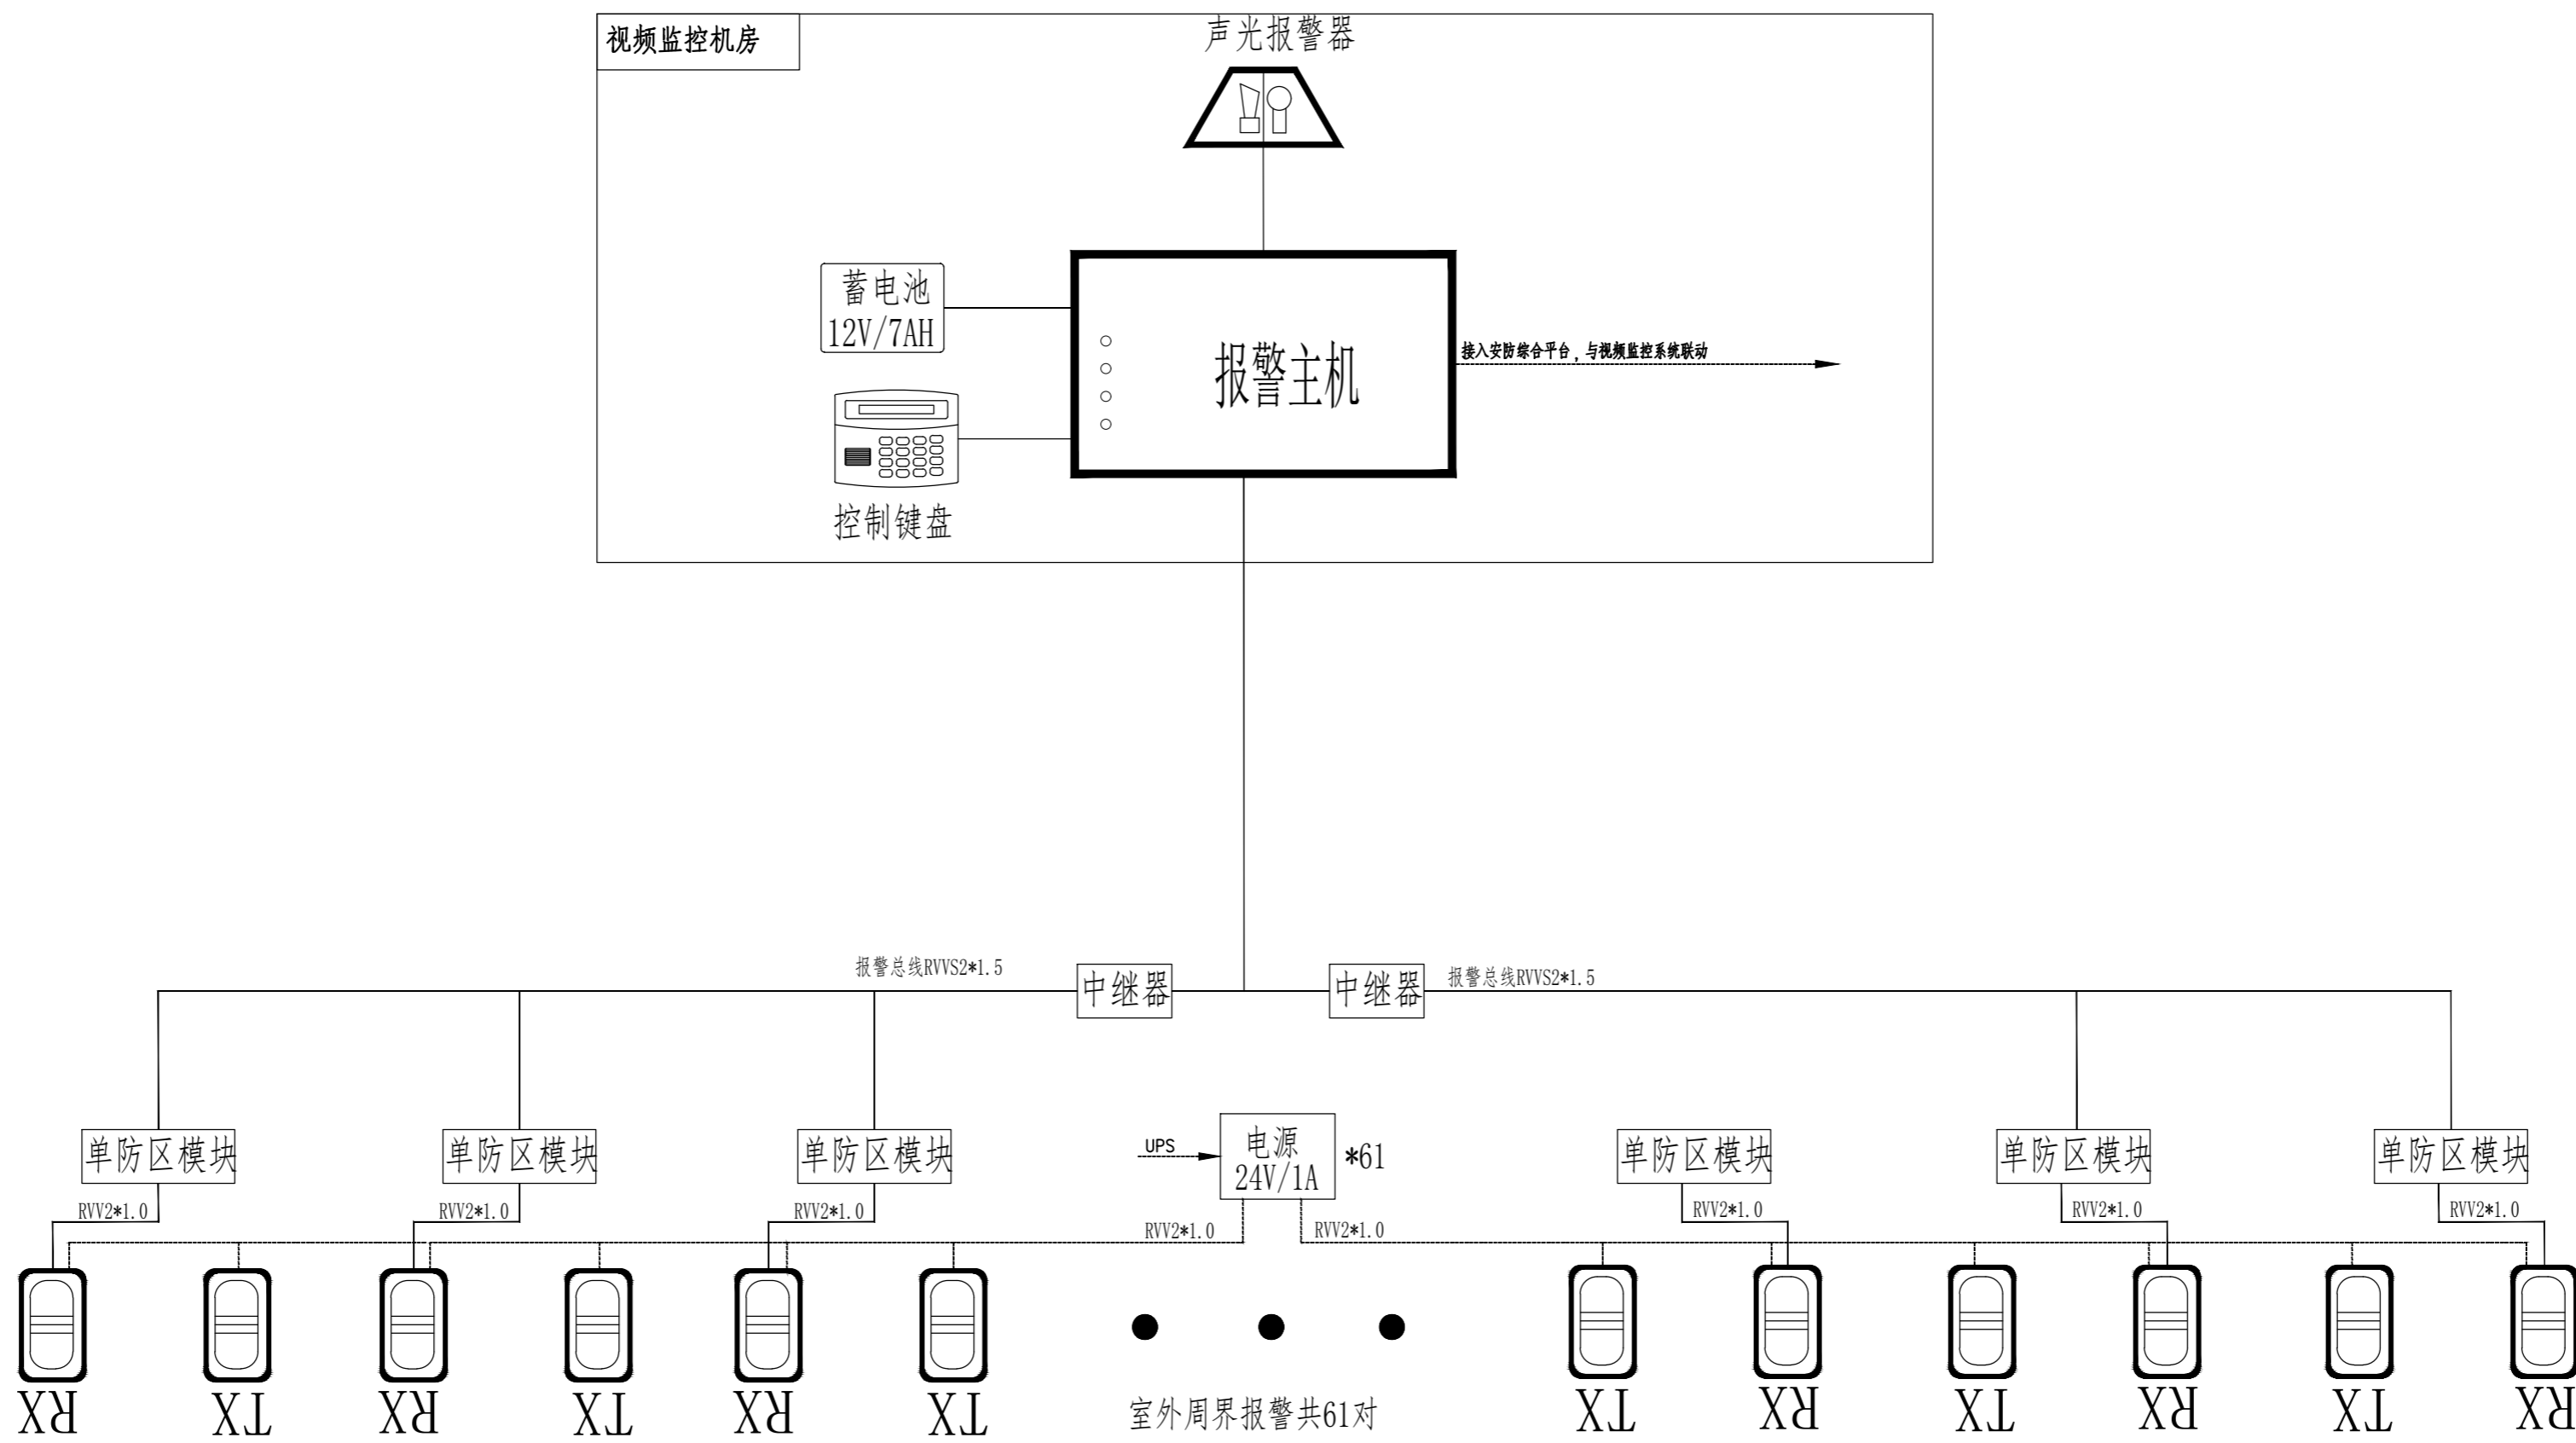 视频监控机房
声光报警器
蓄电池
12V/7AH
报警主机
接入安防综合平台，与视频监控系统联动
控制键盘
报警总线RVVS2*1.5
中继器
中继器
报警总线RVVS2*1.5
单防区模块
单防区模块
单防区模块
UPS
电源
24V/1A
*61
单防区模块
单防区模块
单防区模块
RVV2*1.0
RVV2*1.0
RVV2*1.0
RVV2*1.0
RVV2*1.0
RVV2*1.0
RVV2*1.0
RVV2*1.0
RX
TX
RX
TX
RX
TX
室外周界报警共61对
TX
RX
TX
RX
TX
RX